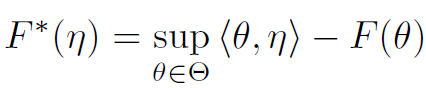 F*(η) = sup_{θ∈Θ} ⟨θ, η⟩ − F(θ)